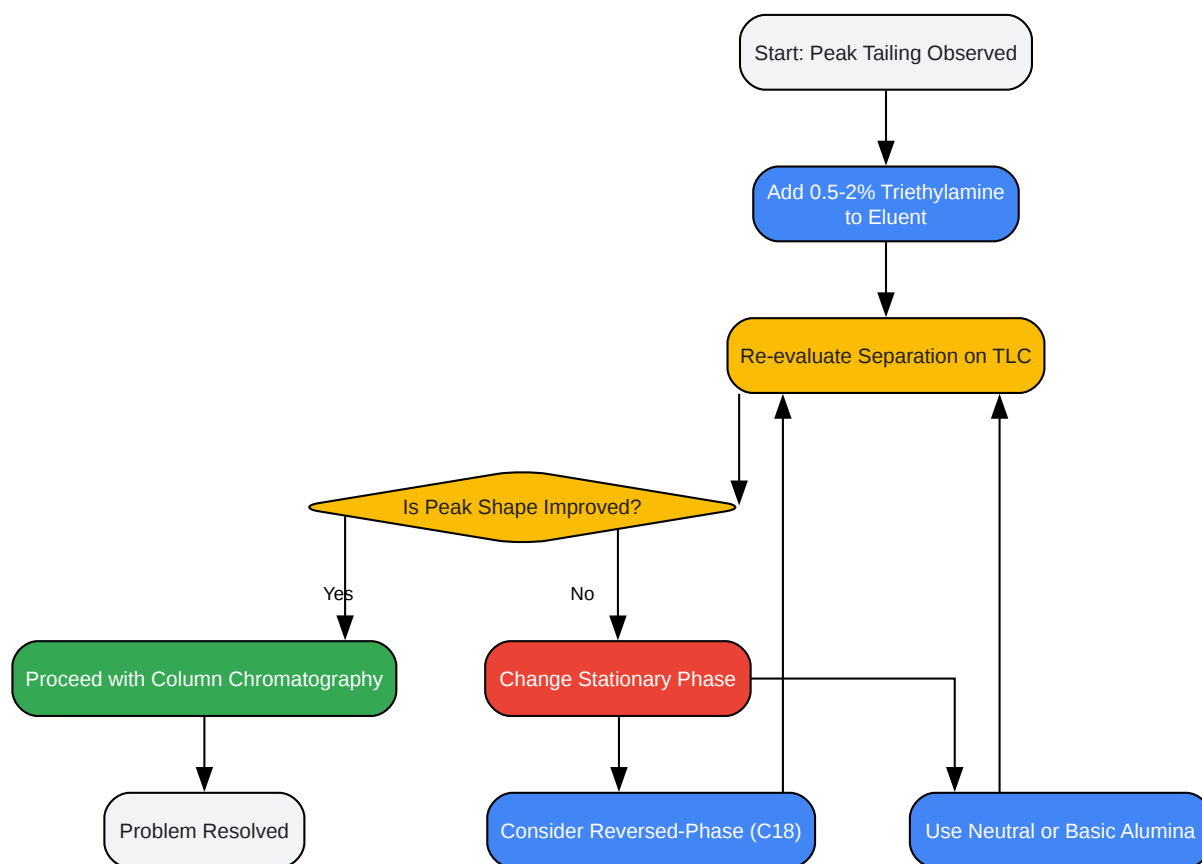 Start: Peak Tailing Observed
Add 0.5-2% Triethylamine
to Eluent
Re-evaluate Separation on TLC
Is Peak Shape Improved?
Yes
No
Proceed with Column Chromatography
Change Stationary Phase
Problem Resolved
Consider Reversed-Phase (C18)
Use Neutral or Basic Alumina